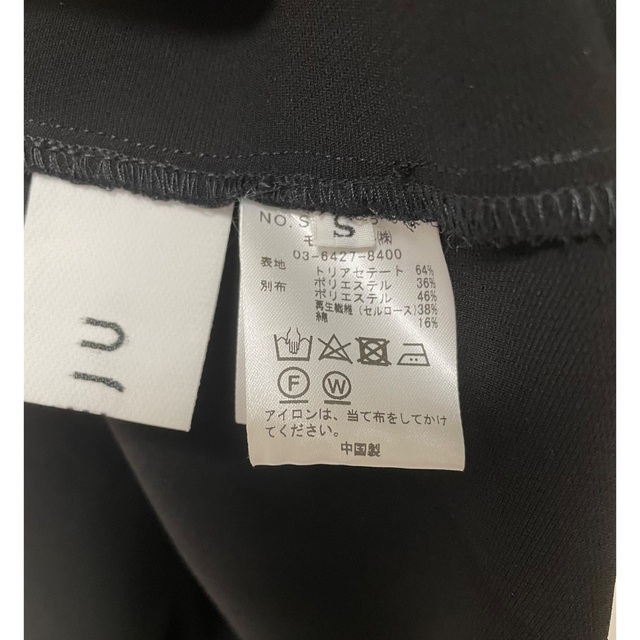 NO.S
S
(株)
03-6427-8400
表地 トリアセテート 64%
ポリエステル 36%
別布 ポリエステル 46%
再生繊維(セルロース)38%
綿 16%
F W
アイロンは、当て布をしてかけ
てください。
中国製